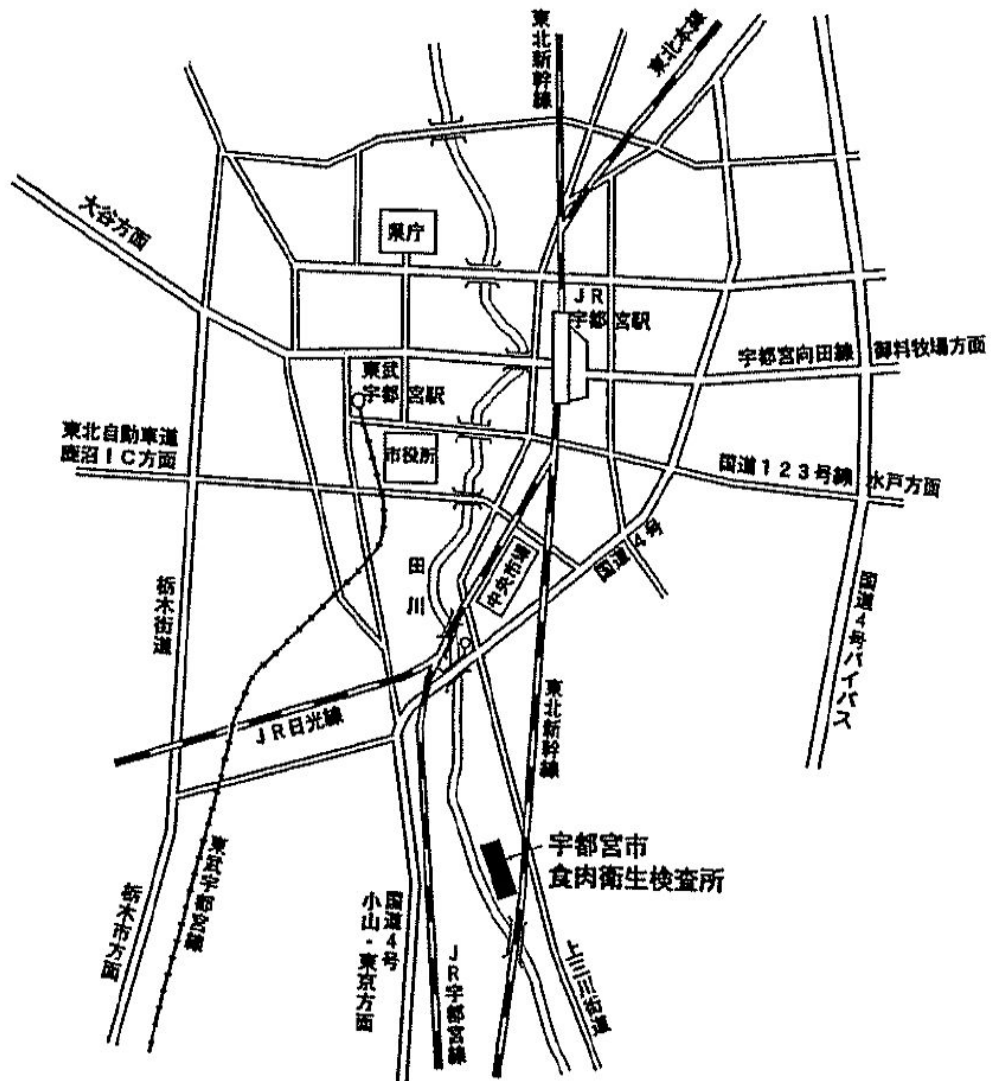 東北新幹線
東北本線
大谷方面
県庁
JR
宇都宮駅
宇都宮向田線
御料牧場方面
東武
宇都宮駅
東北自動車道
鹿沼IC方面
市役所
国道123号線
水戸方面
国道4号
中央市場
田川
栃木街道
国道4号バイパス
JR日光線
東北新幹線
宇都宮市
食肉衛生検査所
東武宇都宮線
栃木市方面
国道4号
小山・東京方面
JR宇都宮線
上三川街道